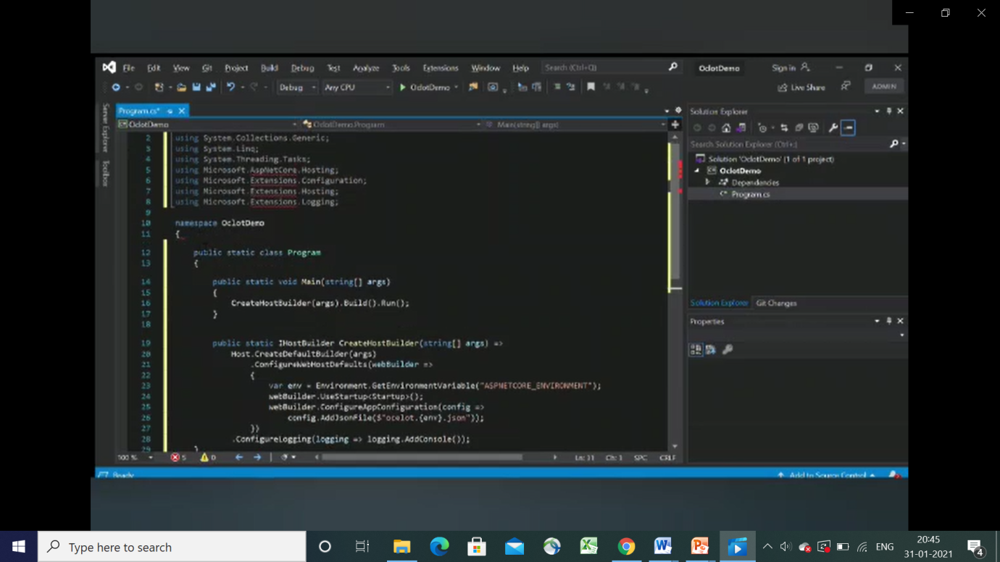 File Edit View Git Project Build Debug Test Analyze Tools Extensions Window Help Search (Ctrl+Q) OclotDemo Sign in
Debug Any CPU OclotDemo Live Share ADMIN
Server Explorer
Toolbox
Program.cs*
OclotDemo OclotDemo.Program Main(string[] args)
2 using System.Collections.Generic;
3 using System.Linq;
4 using System.Threading.Tasks;
5 using Microsoft.AspNetCore.Hosting;
6 using Microsoft.Extensions.Configuration;
7 using Microsoft.Extensions.Hosting;
8 using Microsoft.Extensions.Logging;
9
10 namespace OclotDemo
11 {
12 public static class Program
13 {
14 public static void Main(string[] args)
15 {
16 CreateHostBuilder(args).Build().Run();
17 }
18
19 public static IHostBuilder CreateHostBuilder(string[] args) =>
20 Host.CreateDefaultBuilder(args)
21 .ConfigureWebHostDefaults(webBuilder =>
22 {
23 var env = Environment.GetEnvironmentVariable("ASPNETCORE_ENVIRONMENT");
24 webBuilder.UseStartup<Startup>();
25 webBuilder.ConfigureAppConfiguration(config =>
26 config.AddJsonFile($"ocelot.{env}.json"));
27 })
28 .ConfigureLogging(logging => logging.AddConsole());
29 }
100 % 5 0 Ln: 11 Ch: 1 SPC CRLF
Solution Explorer
Search Solution Explorer (Ctrl+;)
Solution 'OclotDemo' (1 of 1 project)
OclotDemo
Dependencies
C# Program.cs
Solution Explorer Git Changes
Properties
Ready Add to Source Control 2
Type here to search
ENG
20:45
31-01-2021
4